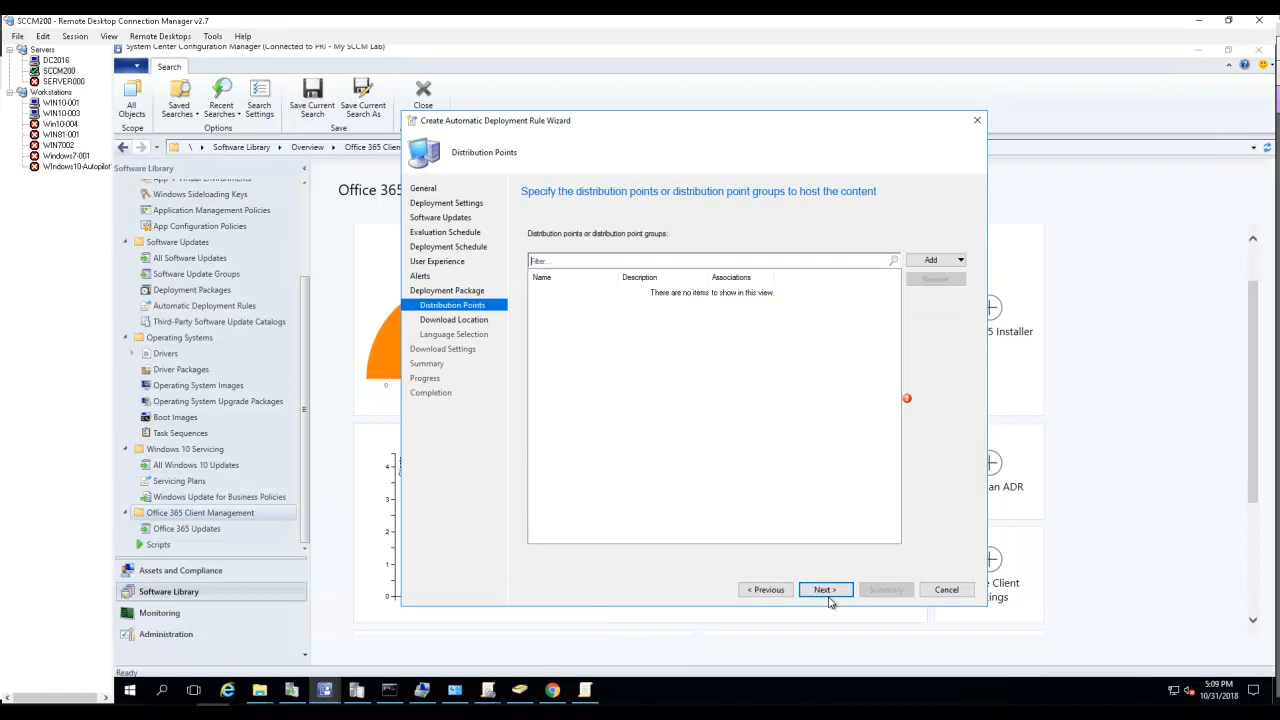 SCCM200 - Remote Desktop Connection Manager v2.7
File Edit Session View Remote Desktops Tools Help
Servers
DC2016
SCCM200
SERVER000
Workstations
WIN10-001
WIN10-003
Win10-004
WIN81-001
WIN7002
Windows7-001
WIndows10-Autopilot
System Center Configuration Manager (Connected to PRI - My SCCM Lab)
Search
All Objects
Saved Searches
Recent Searches
Search Settings
Save Current Search
Save Current Search As
Close
Scope
Options
Save
\ Software Library Overview Office 365 Clien
Software Library
Windows Sideloading Keys
Application Management Policies
App Configuration Policies
Software Updates
All Software Updates
Software Update Groups
Deployment Packages
Automatic Deployment Rules
Third-Party Software Update Catalogs
Operating Systems
Drivers
Driver Packages
Operating System Images
Operating System Upgrade Packages
Boot Images
Task Sequences
Windows 10 Servicing
All Windows 10 Updates
Servicing Plans
Windows Update for Business Policies
Office 365 Client Management
Office 365 Updates
Scripts
Assets and Compliance
Software Library
Monitoring
Administration
Ready
Office 365
0
4
3
2
1
0
5 Installer
an ADR
e Client
ings
Create Automatic Deployment Rule Wizard
Distribution Points
General
Deployment Settings
Software Updates
Evaluation Schedule
Deployment Schedule
User Experience
Alerts
Deployment Package
Distribution Points
Download Location
Language Selection
Download Settings
Summary
Progress
Completion
Specify the distribution points or distribution point groups to host the content
Distribution points or distribution point groups:
Filter...
Add
Remove
Name Description Associations
There are no items to show in this view.
< Previous Next > Summary Cancel
5:09 PM
10/31/2018